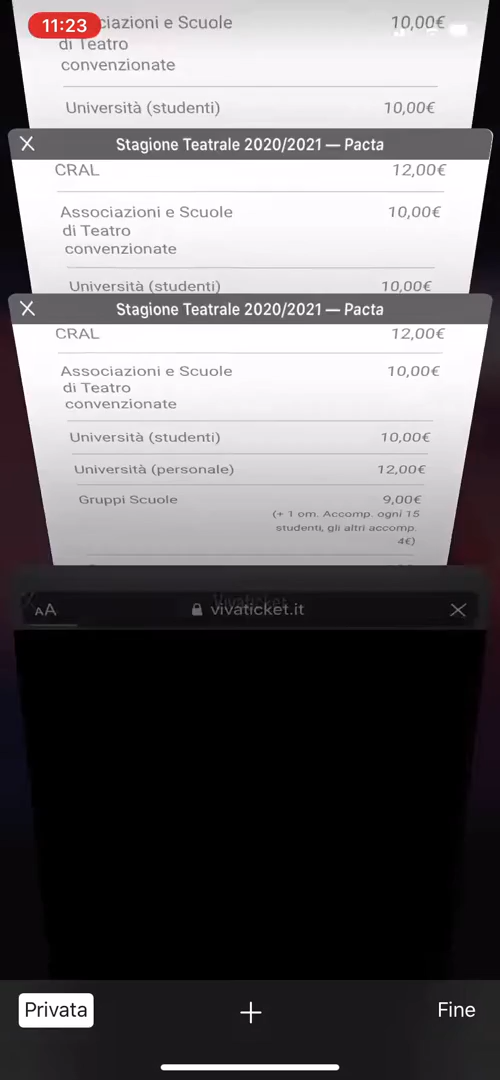 11:23
ciazioni e Scuole
10,00€
di Teatro
convenzionate
Università (studenti)
10,00€
Stagione Teatrale 2020/2021 — Pacta
CRAL
12,00€
Associazioni e Scuole
10,00€
di Teatro
convenzionate
Università (studenti)
10,00€
Stagione Teatrale 2020/2021 — Pacta
CRAL
12,00€
Associazioni e Scuole
10,00€
di Teatro
convenzionate
Università (studenti)
10,00€
Università (personale)
12,00€
Gruppi Scuole
9,00€
(+ 1 om. Accomp. ogni 15
studenti, gli altri accomp.
4€)
AA
vivaticket.it
Privata
Fine